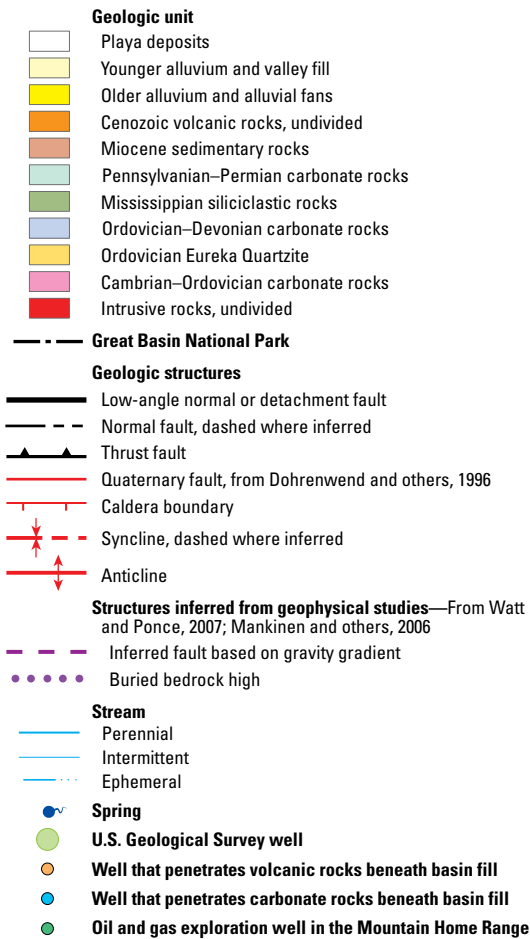 Geologic unit
Playa deposits
Younger alluvium and valley fill
Older alluvium and alluvial fans
Cenozoic volcanic rocks, undivided
Miocene sedimentary rocks
Pennsylvanian–Permian carbonate rocks
Mississippian siliciclastic rocks
Ordovician–Devonian carbonate rocks
Ordovician Eureka Quartzite
Cambrian–Ordovician carbonate rocks
Intrusive rocks, undivided
Great Basin National Park
Geologic structures
Low-angle normal or detachment fault
Normal fault, dashed where inferred
Thrust fault
Quaternary fault, from Dohrenwend and others, 1996
Caldera boundary
Syncline, dashed where inferred
Anticline
Structures inferred from geophysical studies—From Watt
and Ponce, 2007; Mankinen and others, 2006
Inferred fault based on gravity gradient
Buried bedrock high
Stream
Perennial
Intermittent
Ephemeral
Spring
U.S. Geological Survey well
Well that penetrates volcanic rocks beneath basin fill
Well that penetrates carbonate rocks beneath basin fill
Oil and gas exploration well in the Mountain Home Range